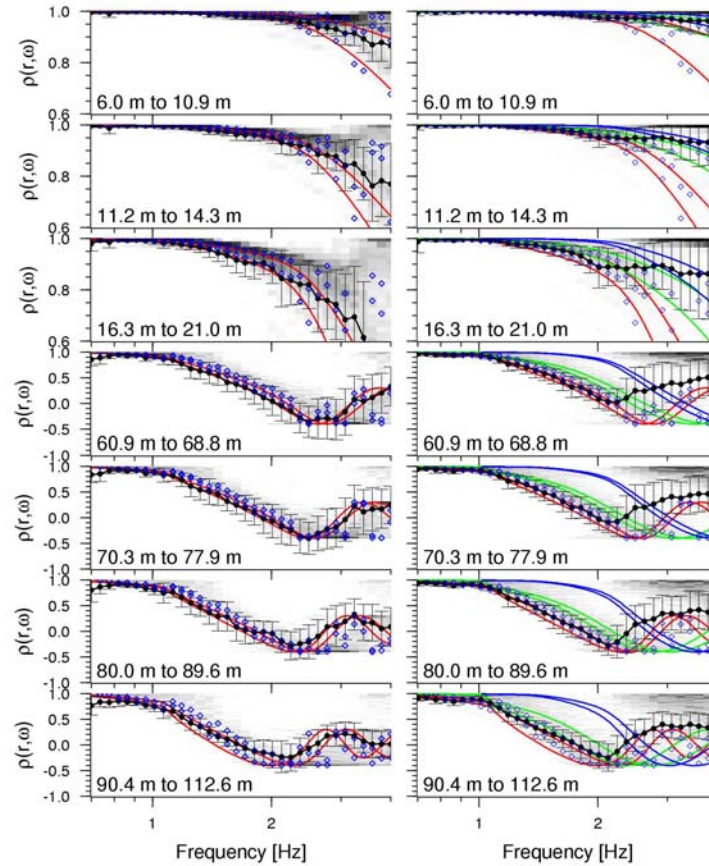 ρ(r,ω)
1.0
0.8
0.6
6.0 m to 10.9 m
6.0 m to 10.9 m
ρ(r,ω)
1.0
0.8
0.6
11.2 m to 14.3 m
11.2 m to 14.3 m
ρ(r,ω)
1.0
0.8
0.6
16.3 m to 21.0 m
16.3 m to 21.0 m
ρ(r,ω)
1.0
0.5
0.0
-0.5
-1.0
60.9 m to 68.8 m
60.9 m to 68.8 m
ρ(r,ω)
1.0
0.5
0.0
-0.5
-1.0
70.3 m to 77.9 m
70.3 m to 77.9 m
ρ(r,ω)
1.0
0.5
0.0
-0.5
-1.0
80.0 m to 89.6 m
80.0 m to 89.6 m
ρ(r,ω)
1.0
0.5
0.0
-0.5
-1.0
90.4 m to 112.6 m
90.4 m to 112.6 m
1 2
1 2
Frequency [Hz]
Frequency [Hz]